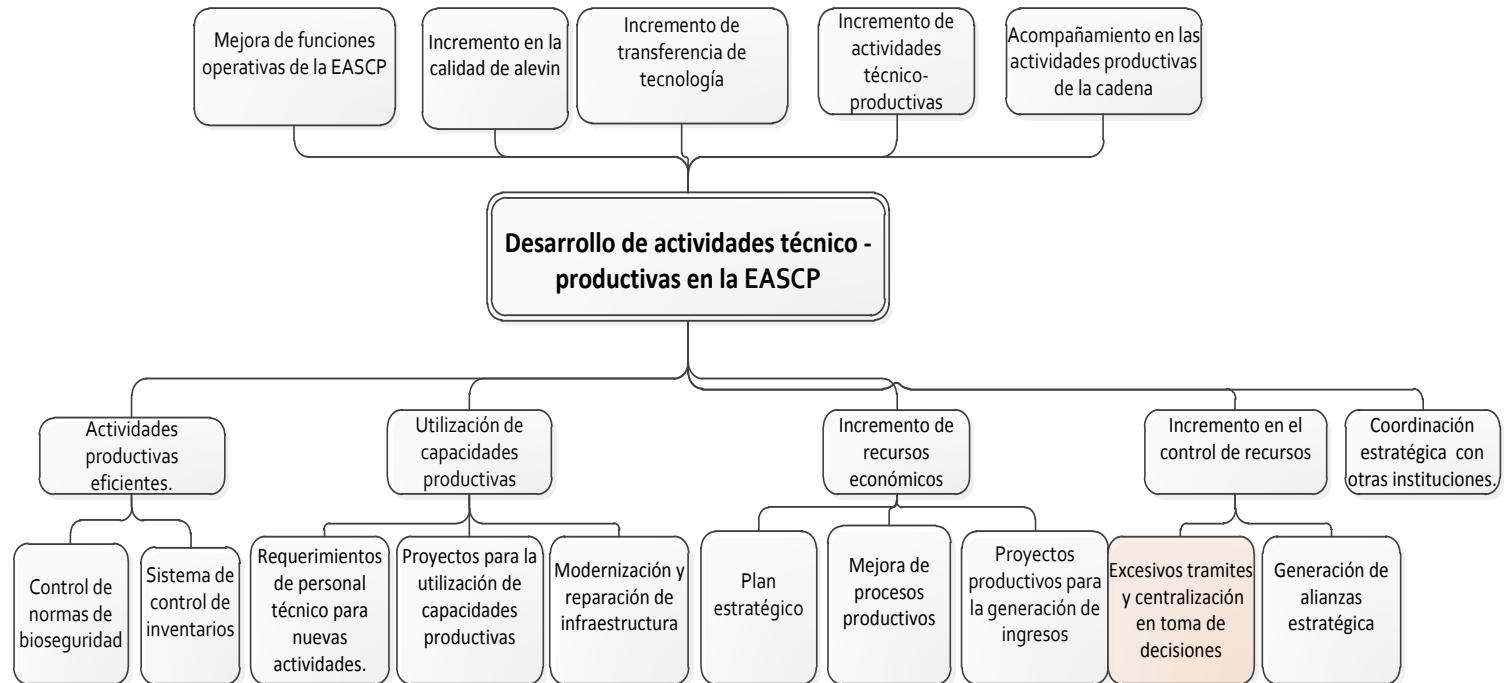 Mejora de funciones
operativas de la EASCP
Incremento en la
calidad de alevin
Incremento de
transferencia de
tecnología
Incremento de
actividades
técnico-
productivas
Acompañamiento en las
actividades productivas
de la cadena
Desarrollo de actividades técnico -
productivas en la EASCP
Actividades
productivas
eficientes.
Utilización de
capacidades
productivas
Incremento de
recursos
económicos
Incremento en el
control de recursos
Coordinación
estratégica con
otras instituciones.
Control de
normas de
bioseguridad
Sistema de
control de
inventarios
Requerimientos
de personal
técnico para
nuevas
actividades.
Proyectos para la
utilización de
capacidades
productivas
Modernización y
reparación de
infraestructura
Plan
estratégico
Mejora de
procesos
productivos
Proyectos
productivos para
la generación de
ingresos
Excesivos tramites
y centralización
en toma de
decisiones
Generación de
alianzas
estratégica